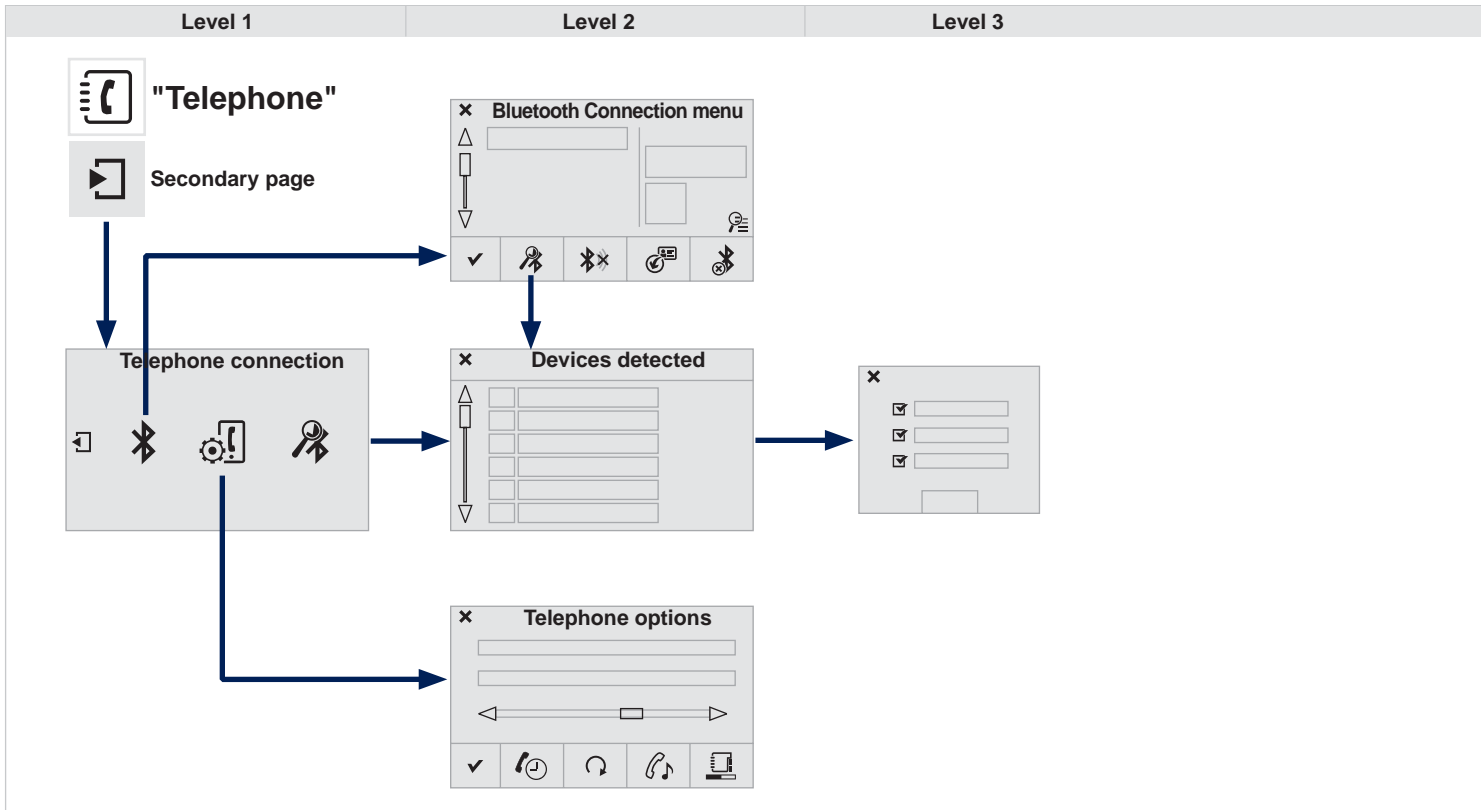 Level 1
Level 2
Level 3
"Telephone"
Secondary page
Bluetooth Connection menu
Telephone connection
Devices detected
Telephone options